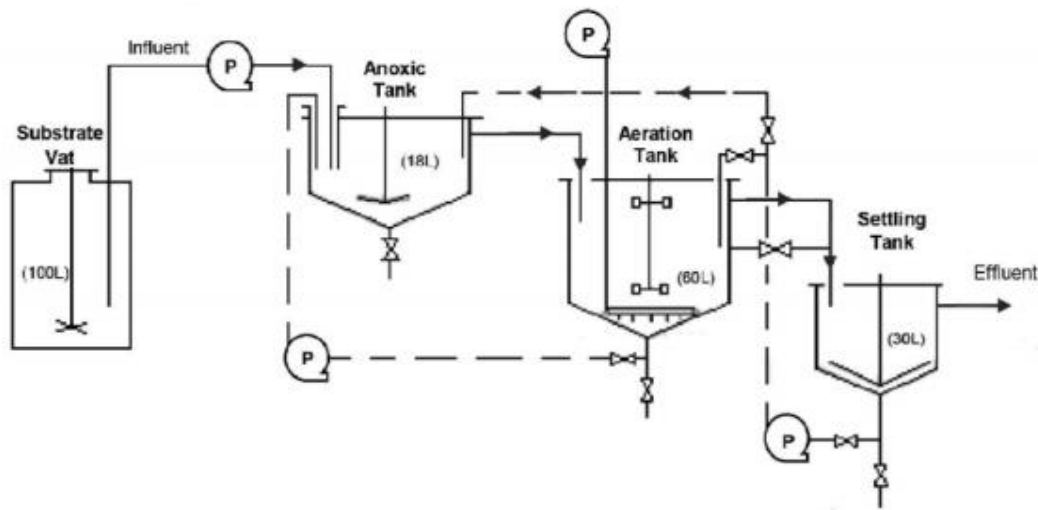 Influent
P
P
Anoxic
Tank
(18L)
Substrate
Vat
(100L)
Aeration
Tank
(60L)
Settling
Tank
Effluent
(30L)
P
P